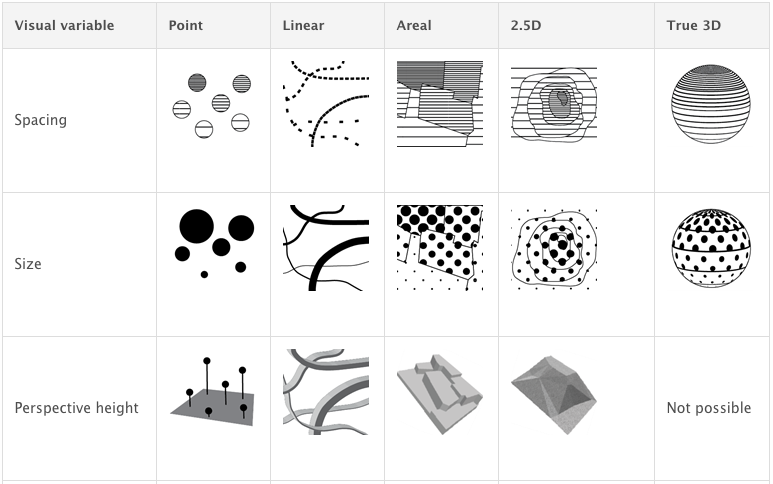 Visual variable Point Linear Areal 2.5D True 3D
Spacing
Size
Perspective height Not possible